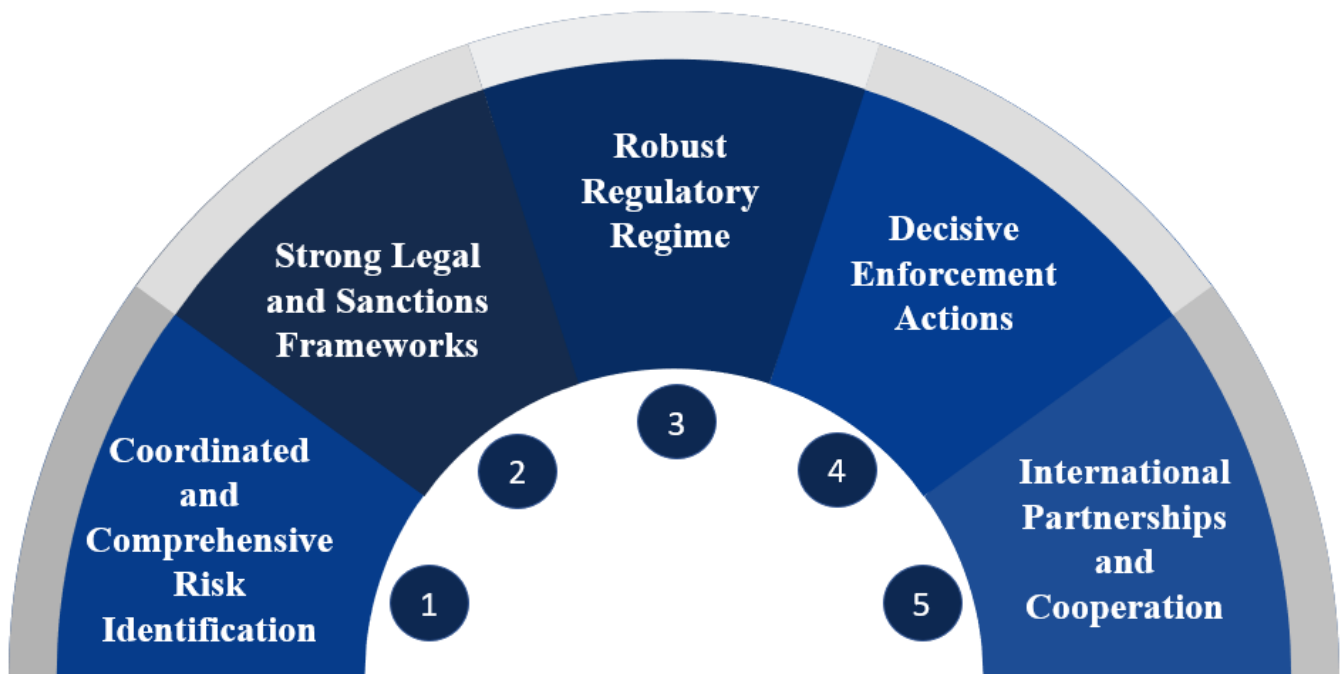 Coordinated
and
Comprehensive
Risk
Identification
1
Strong Legal
and Sanctions
Frameworks
2
Robust
Regulatory
Regime
3
Decisive
Enforcement
Actions
4
International
Partnerships
and
Cooperation
5